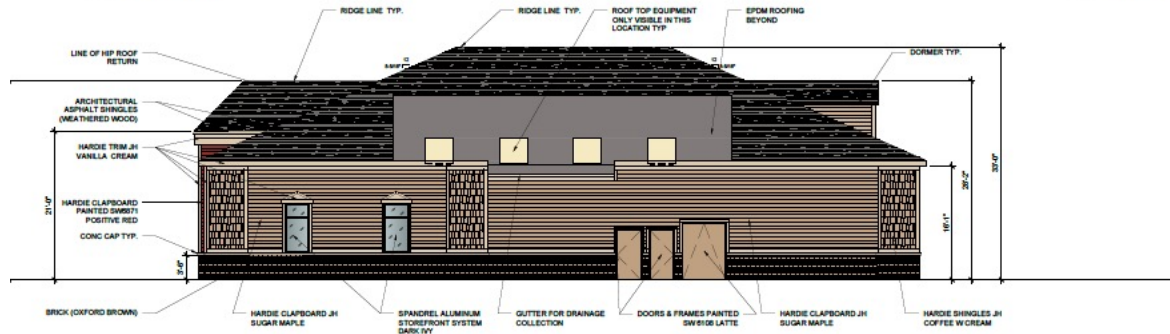 RIDGE LINE TYP.
RIDGE LINE TYP.
ROOF TOP EQUIPMENT
ONLY VISIBLE IN THIS
LOCATION TYP
EPDM ROOFING
BEYOND
LINE OF HIP ROOF
RETURN
DORMER TYP.
ARCHITECTURAL
ASPHALT SHINGLES
(WEATHERED WOOD)
HARDIE TRIM JH
VANILLA CREAM
HARDIE CLAPBOARD
PAINTED SW6871
POSITIVE RED
CONC CAP TYP.
21'-0"
3'-6"
16'-1"
28'-2"
33'-0"
BRICK (OXFORD BROWN)
HARDIE CLAPBOARD JH
SUGAR MAPLE
SPANDREL ALUMINUM
STOREFRONT SYSTEM
DARK IVY
GUTTER FOR DRAINAGE
COLLECTION
DOORS & FRAMES PAINTED
SW6108 LATTE
HARDIE CLAPBOARD JH
SUGAR MAPLE
HARDIE SHINGLES JH
COFFEE W CREAM